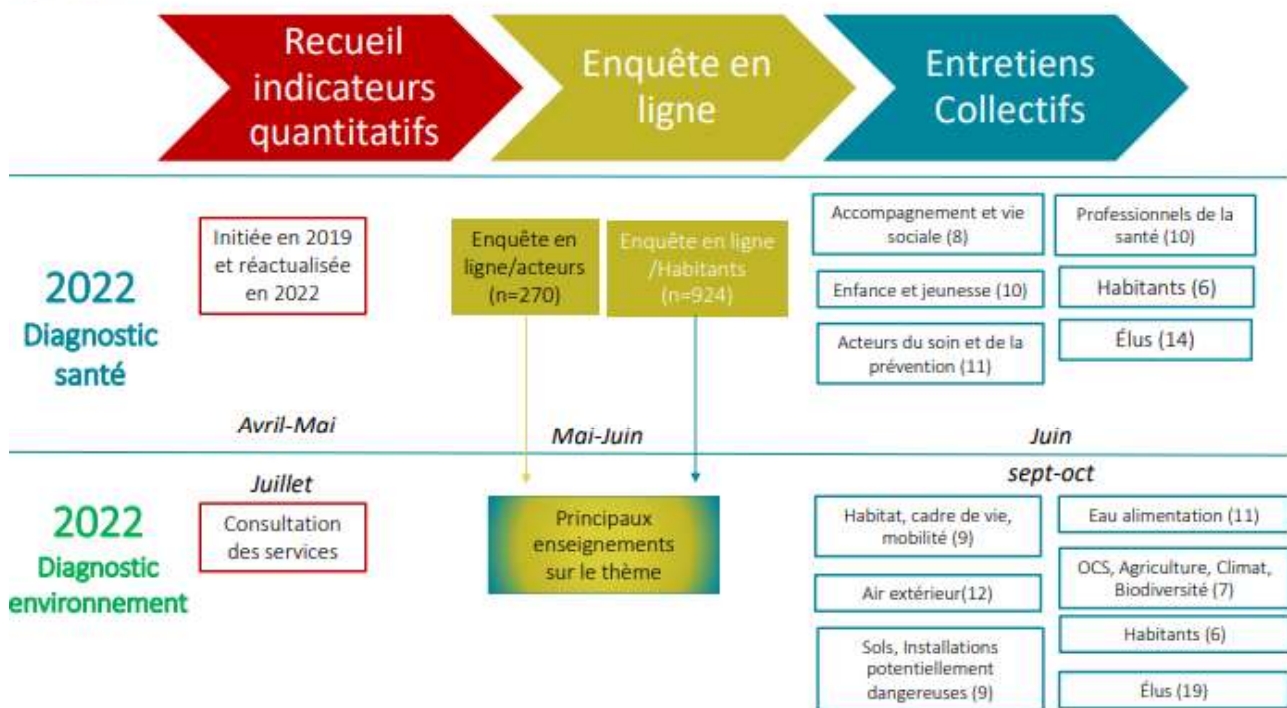 Recueil
indicateurs
quantitatifs
Enquête en
ligne
Entretiens
Collectifs
2022
Diagnostic
santé
Initiée en 2019
et réactualisée
en 2022
Enquête en
ligne/acteurs
(n=270)
Enquête en ligne
/Habitants
(n=924)
Accompagnement et vie
sociale (8)
Professionnels de la
santé (10)
Enfance et jeunesse (10)
Habitants (6)
Acteurs du soin et de la
prévention (11)
Élus (14)
Avril-Mai
Mai-Juin
Juin
2022
Diagnostic
environnement
Juillet
Consultation
des services
Principaux
enseignements
sur le thème
sept-oct
Habitat, cadre de vie,
mobilité (9)
Eau alimentation (11)
Air extérieur(12)
OCS, Agriculture, Climat,
Biodiversité (7)
Sols, Installations
potentiellement
dangereuses (9)
Habitants (6)
Élus (19)